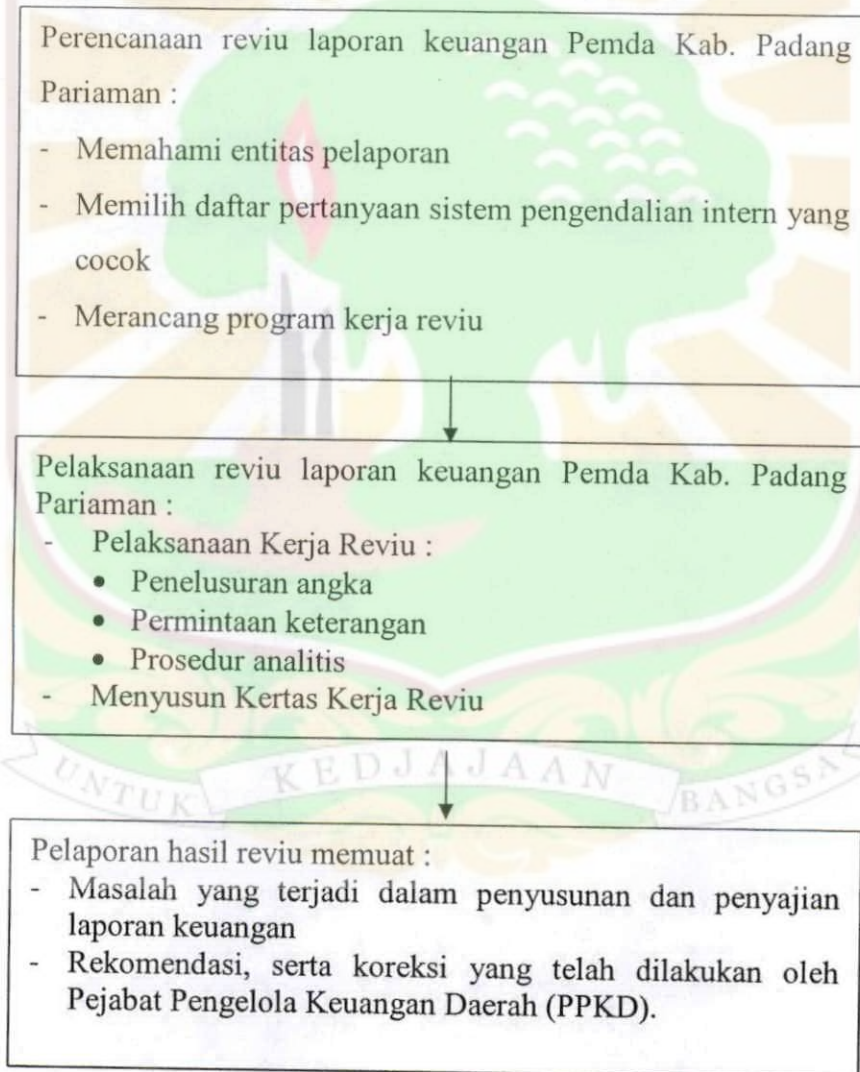 Perencanaan reviu laporan keuangan Pemda Kab. Padang
Pariaman :
- Memahami entitas pelaporan
- Memilih daftar pertanyaan sistem pengendalian intern yang
cocok
- Merancang program kerja reviu
Pelaksanaan reviu laporan keuangan Pemda Kab. Padang
Pariaman :
- Pelaksanaan Kerja Reviu :
• Penelusuran angka
• Permintaan keterangan
• Prosedur analitis
- Menyusun Kertas Kerja Reviu
UNTUK KEDJAJAAN BANGSA
Pelaporan hasil reviu memuat :
- Masalah yang terjadi dalam penyusunan dan penyajian
laporan keuangan
- Rekomendasi, serta koreksi yang telah dilakukan oleh
Pejabat Pengelola Keuangan Daerah (PPKD).